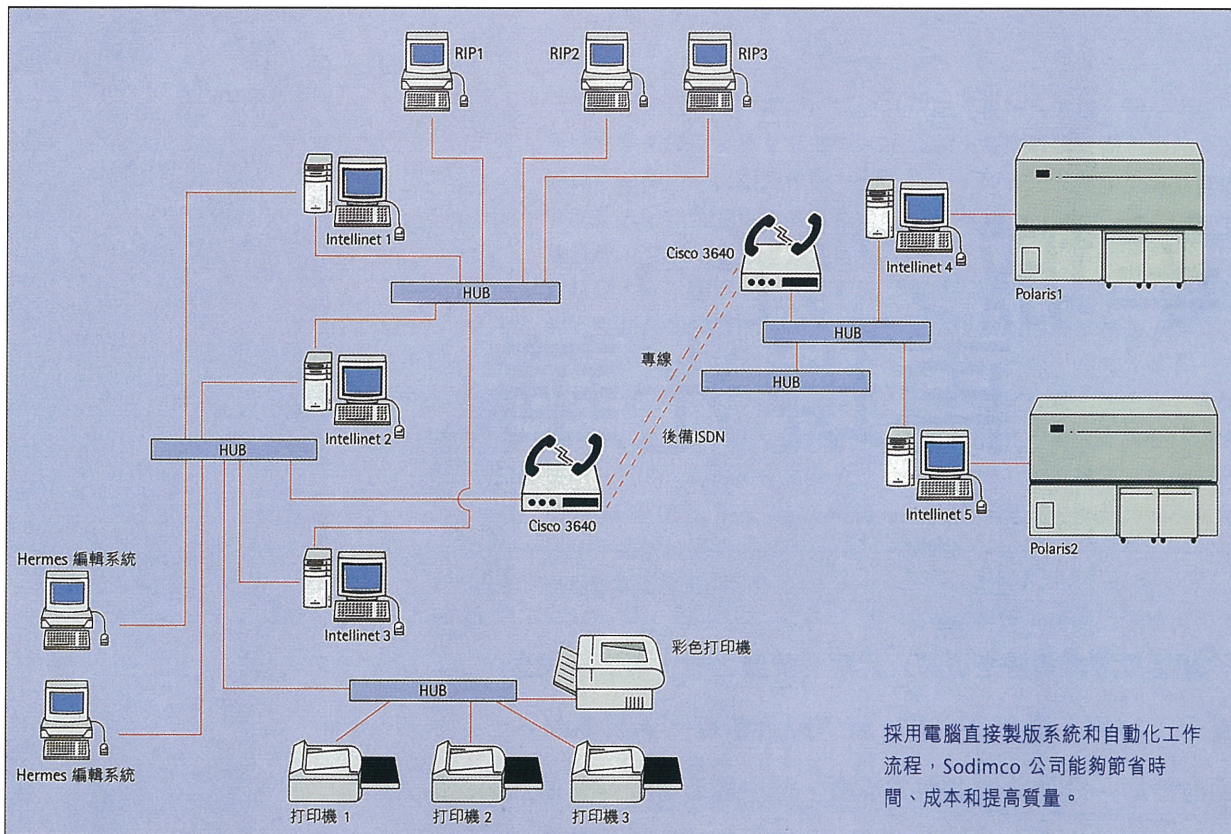 RIP1
RIP2
RIP3
Intellinet 1
Cisco 3640
Intellinet 4
Polaris1
HUB
HUB
專線
HUB
Intellinet 2
後備ISDN
HUB
Cisco 3640
Intellinet 5
Polaris2
Hermes 編輯系統
Intellinet 3
彩色打印機
HUB
Hermes 編輯系統
打印機 1
打印機 2
打印機 3
採用電腦直接製版系統和自動化工作
流程，Sodimco 公司能夠節省時
間、成本和提高質量。